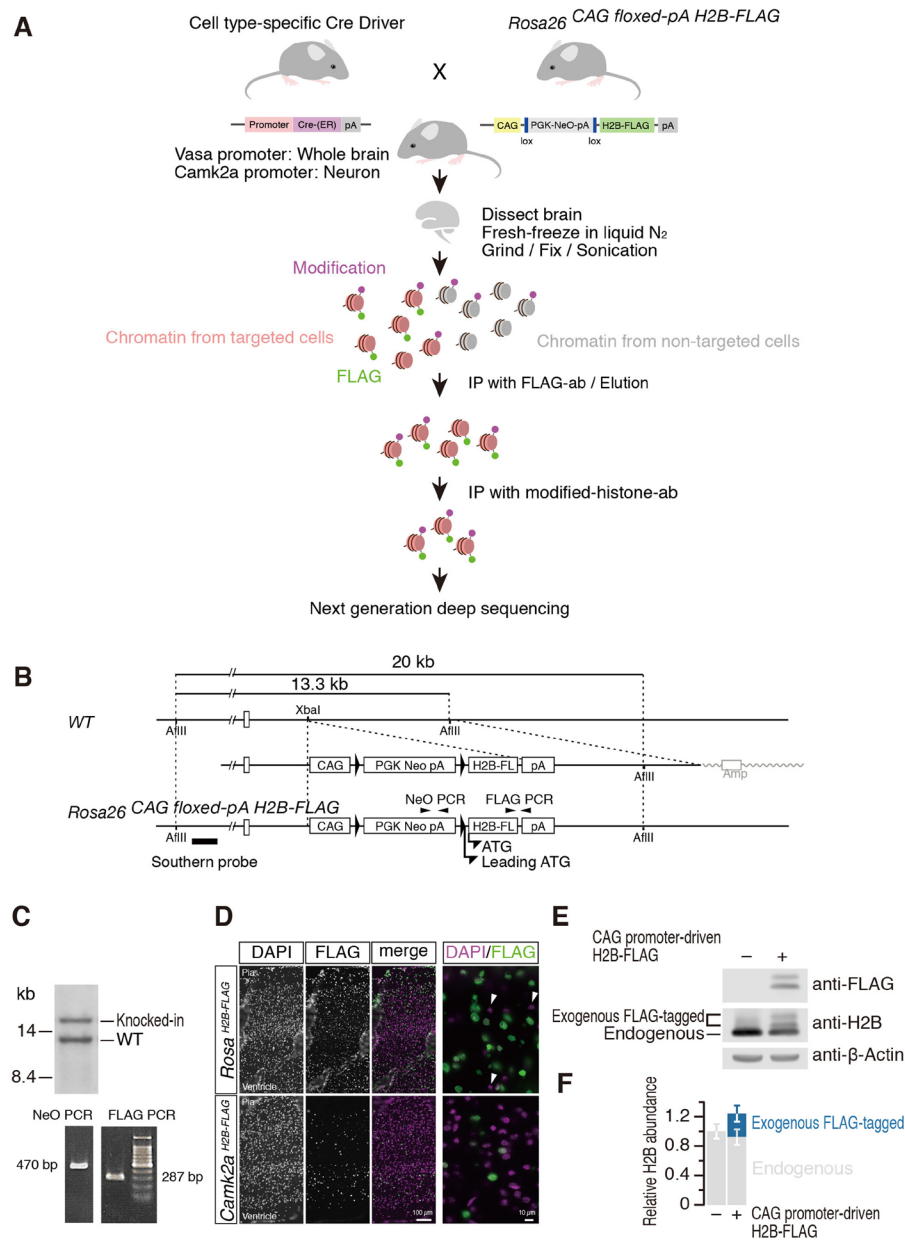 A
Cell type-specific Cre Driver
Rosa26 CAG floxed-pA H2B-FLAG
X
Promoter Cre-(ER) pA
CAG PGK-NeO-pA H2B-FLAG pA
lox lox
Vasa promoter: Whole brain
Camk2a promoter: Neuron
Dissect brain
Fresh-freeze in liquid N2
Grind / Fix / Sonication
Modification
Chromatin from targeted cells
Chromatin from non-targeted cells
FLAG
IP with FLAG-ab / Elution
IP with modified-histone-ab
Next generation deep sequencing
B
20 kb
13.3 kb
WT
XbaI
AflII AflII
CAG PGK Neo pA H2B-FL pA
AflII
Amp
Rosa26 CAG floxed-pA H2B-FLAG
NeO PCR FLAG PCR
CAG PGK Neo pA H2B-FL pA
AflII AflII
ATG
Leading ATG
Southern probe
C
kb
14
8.4
Knocked-in
WT
NeO PCR FLAG PCR
470 bp
287 bp
D
DAPI FLAG merge DAPI/FLAG
Rosa H2B-FLAG
Pia
Ventricle
Camk2a H2B-FLAG
Pia
Ventricle
100 µm
10 µm
E
CAG promoter-driven
H2B-FLAG
− +
anti-FLAG
Exogenous FLAG-tagged
Endogenous
anti-H2B
anti-β-Actin
F
Relative H2B abundance
1.2
0.8
0.4
0
Exogenous FLAG-tagged
Endogenous
− +
CAG promoter-driven
H2B-FLAG